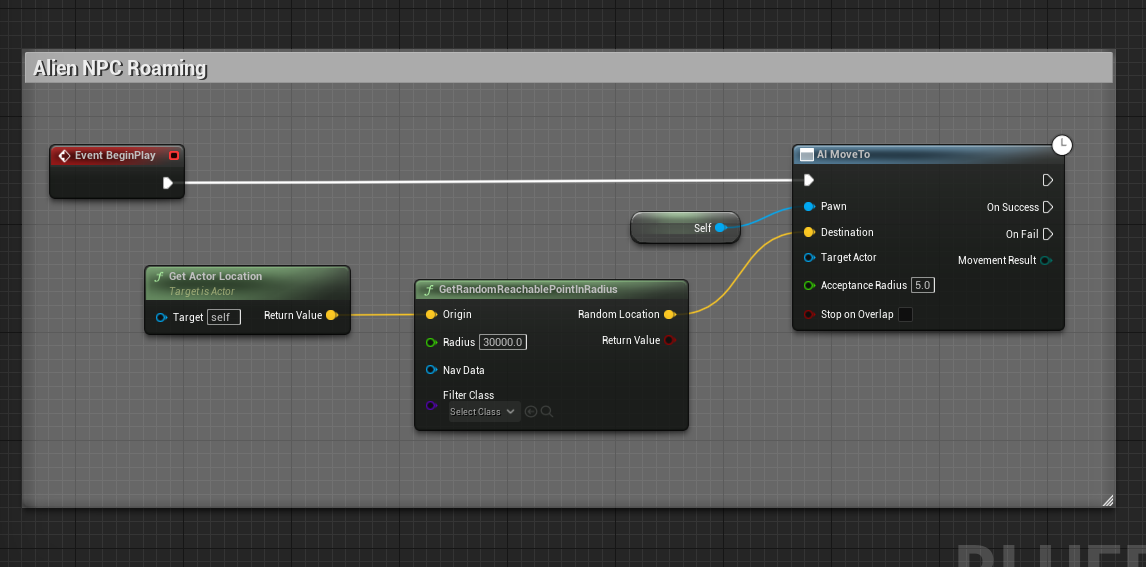 Alien NPC Roaming
Event BeginPlay
AI MoveTo
Pawn
On Success
Self
Destination
On Fail
Target Actor
Movement Result
Get Actor Location
Target is Actor
Acceptance Radius 5.0
GetRandomReachablePointInRadius
Target self
Return Value
Origin
Random Location
Stop on Overlap
Radius 30000.0
Return Value
Nav Data
Filter Class
Select Class